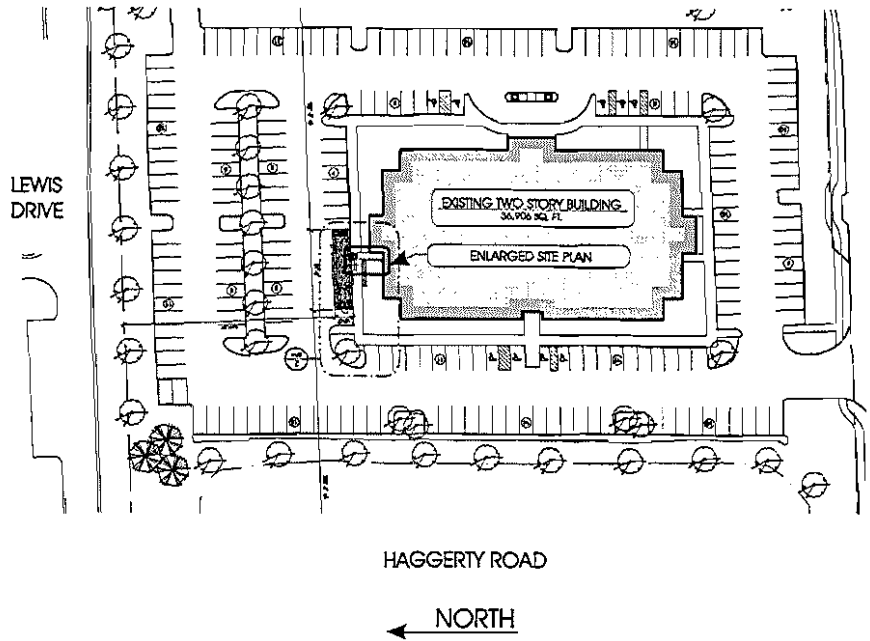 LEWIS
DRIVE
EXISTING TWO STORY BUILDING
36,906 SQ. FT.
ENLARGED SITE PLAN
HAGGERTY ROAD
NORTH